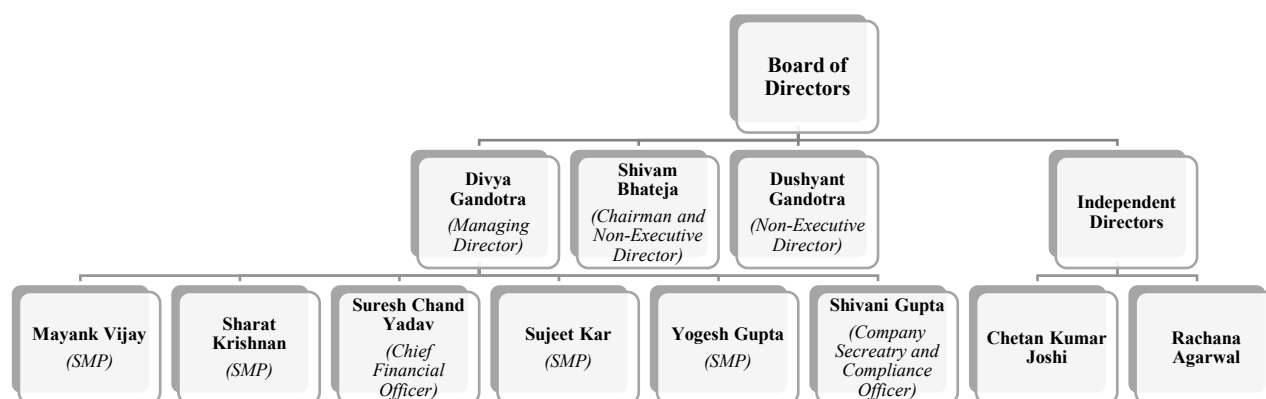 Board of
Directors
Divya
Gandotra
(Managing
Director)
Shivam
Bhateja
(Chairman and
Non-Executive
Director)
Dushyant
Gandotra
(Non-Executive
Director)
Independent
Directors
Mayank Vijay
(SMP)
Sharat
Krishnan
(SMP)
Suresh Chand
Yadav
(Chief
Financial
Officer)
Sujeet Kar
(SMP)
Yogesh Gupta
(SMP)
Shivani Gupta
(Company
Secreatry and
Compliance
Officer)
Chetan Kumar
Joshi
Rachana
Agarwal